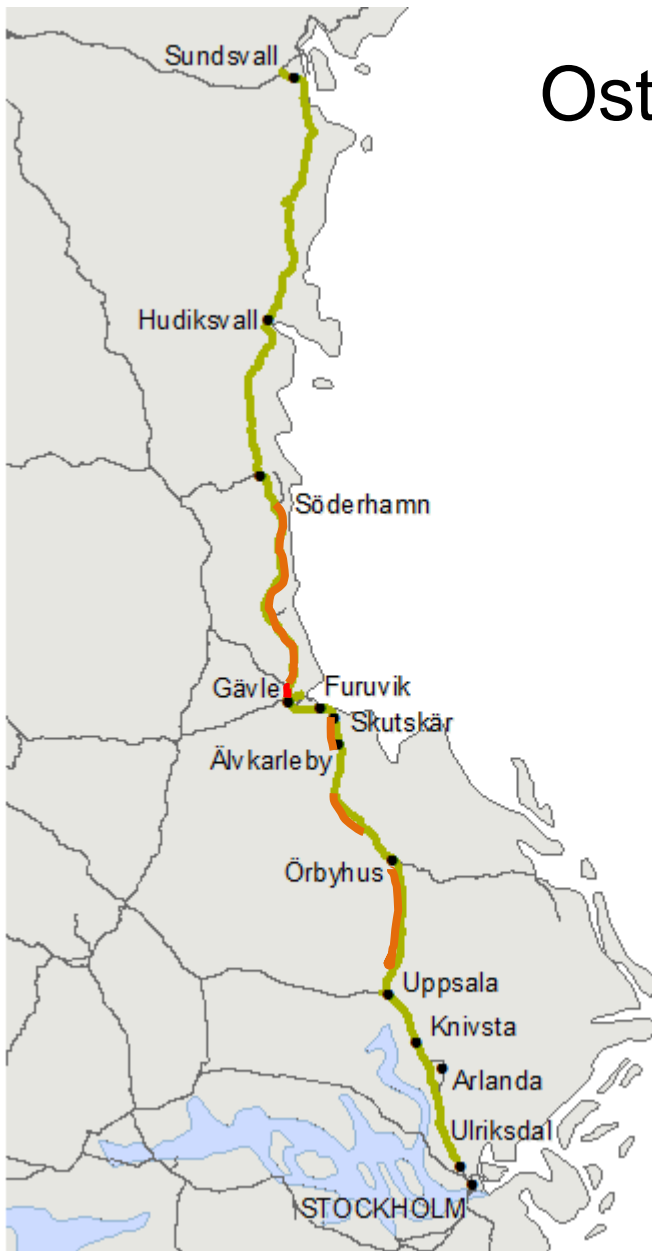 Sundsvall
Ost
Hudiksvall
Söderhamn
Gävle
Furuvik
Skutskär
Älvkarleby
Örbyhus
Uppsala
Knivsta
Arlanda
Ulriksdal
STOCKHOLM